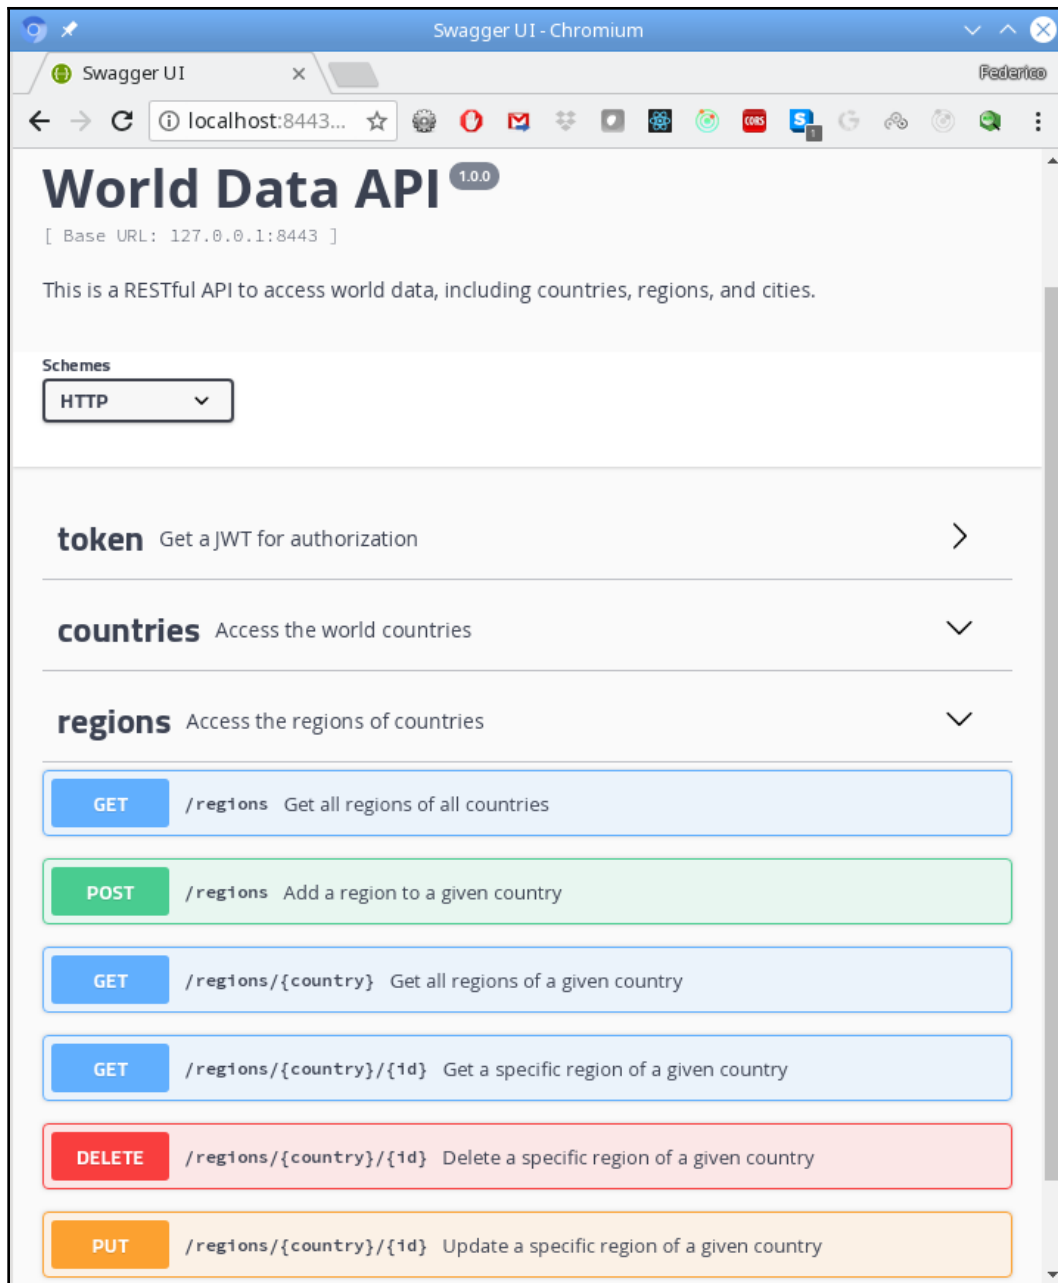 Swagger UI - Chromium
Swagger UI
Federico
localhost:8443...
CORS
S
1
G
World Data API 1.0.0
[ Base URL: 127.0.0.1:8443 ]
This is a RESTful API to access world data, including countries, regions, and cities.
Schemes
HTTP
token Get a JWT for authorization
countries Access the world countries
regions Access the regions of countries
GET /regions Get all regions of all countries
POST /regions Add a region to a given country
GET /regions/{country} Get all regions of a given country
GET /regions/{country}/{id} Get a specific region of a given country
DELETE /regions/{country}/{id} Delete a specific region of a given country
PUT /regions/{country}/{id} Update a specific region of a given country